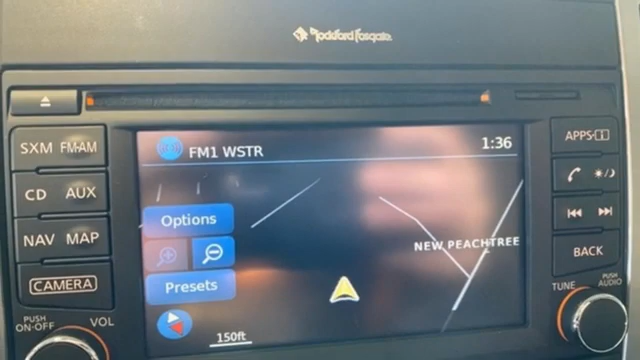 Rockford Fosgate
SXM FM·AM
CD AUX
NAV MAP
CAMERA
PUSH
ON·OFF
VOL
FM1 WSTR
1:36
Options
Presets
NEW PEACHTREE
150ft
APPS·
BACK
TUNE
PUSH
AUDIO